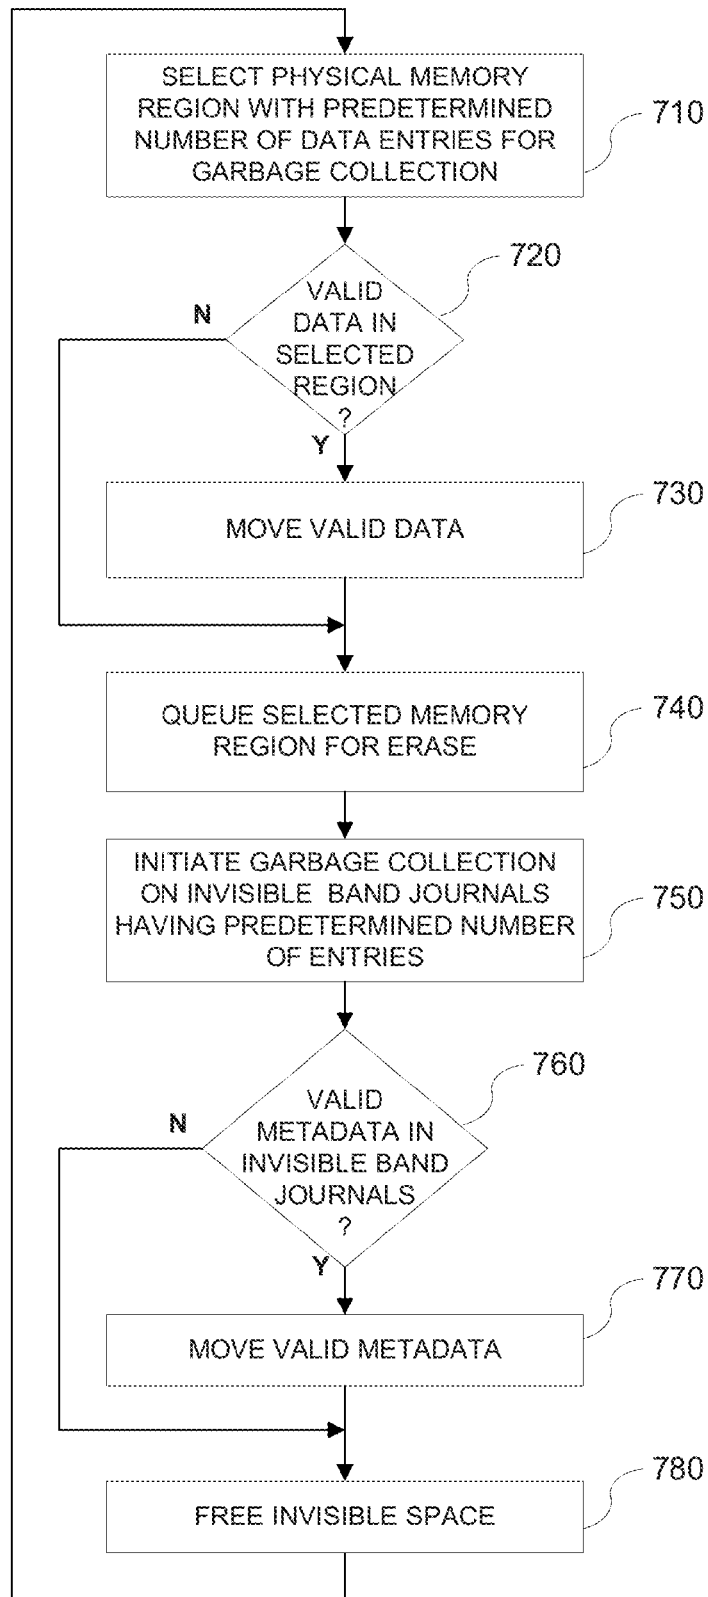 SELECT PHYSICAL MEMORY
REGION WITH PREDETERMINED
NUMBER OF DATA ENTRIES FOR
GARBAGE COLLECTION
710
720
N
VALID
DATA IN
SELECTED
REGION
?
Y
730
MOVE VALID DATA
QUEUE SELECTED MEMORY
REGION FOR ERASE
740
INITIATE GARBAGE COLLECTION
ON INVISIBLE BAND JOURNALS
HAVING PREDETERMINED NUMBER
OF ENTRIES
750
760
N
VALID
METADATA IN
INVISIBLE BAND
JOURNALS
?
Y
770
MOVE VALID METADATA
780
FREE INVISIBLE SPACE